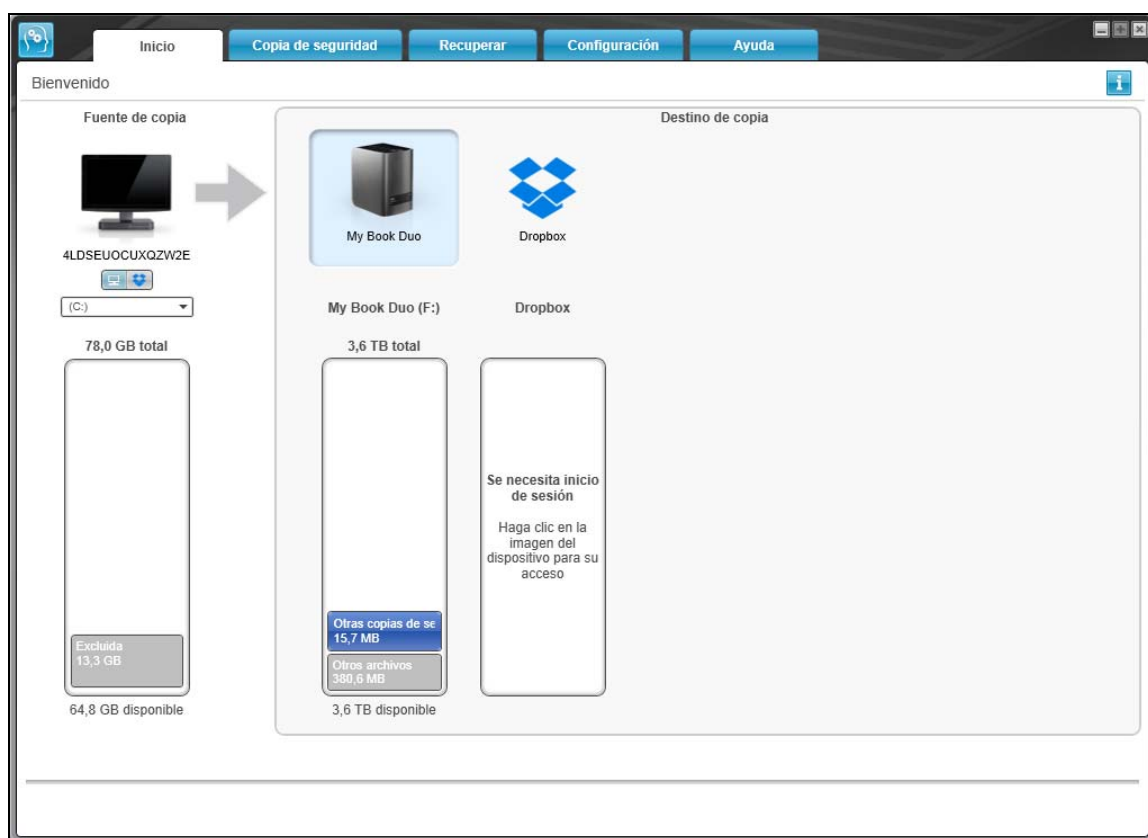 Inicio
Copia de seguridad
Recuperar
Configuración
Ayuda
Bienvenido
Fuente de copia
Destino de copia
My Book Duo
Dropbox
4LDSEUOCUXQZW2E
(C:)
My Book Duo (F:)
Dropbox
78,0 GB total
3,6 TB total
Se necesita inicio
de sesión
Haga clic en la
imagen del
dispositivo para su
acceso
Otras copias de se
15,7 MB
Excluida
13,3 GB
Otros archivos
380,6 MB
64,8 GB disponible
3,6 TB disponible